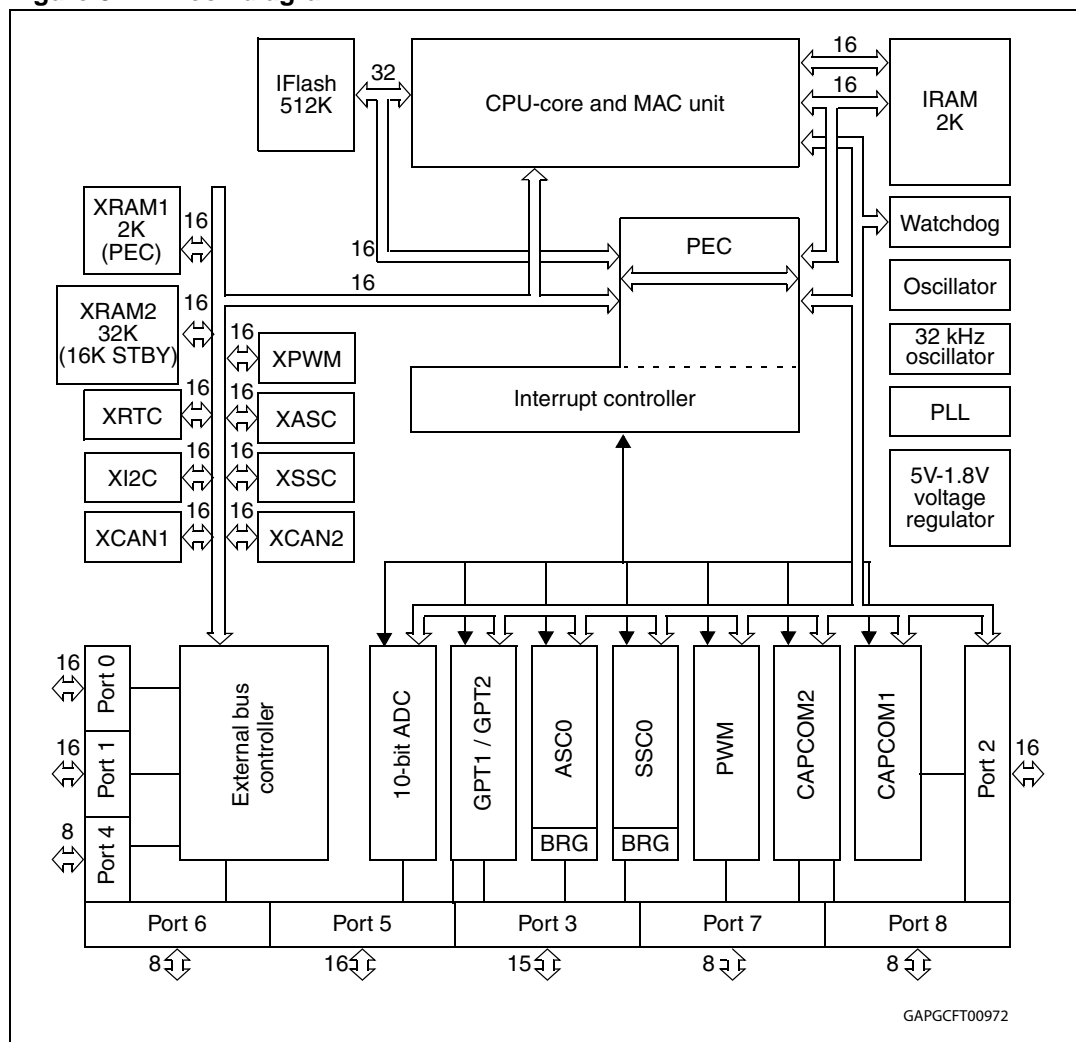 16
32
IFlash
512K
CPU-core and MAC unit
16
IRAM
2K
XRAM1
2K
(PEC)
16
Watchdog
PEC
16
16
Oscillator
XRAM2
32K
(16K STBY)
16
32 kHz
oscillator
16
XPWM
XRTC
16
16
XASC
Interrupt controller
PLL
XI2C
16
16
XSSC
5V-1.8V
voltage
regulator
XCAN1
16
16
XCAN2
16
Port 0
16
Port 1
8
Port 4
External bus
controller
10-bit ADC
GPT1 / GPT2
ASC0
BRG
SSC0
BRG
PWM
CAPCOM2
CAPCOM1
Port 2
16
Port 6
Port 5
Port 3
Port 7
Port 8
8
16
15
8
8
GAPGCFT00972